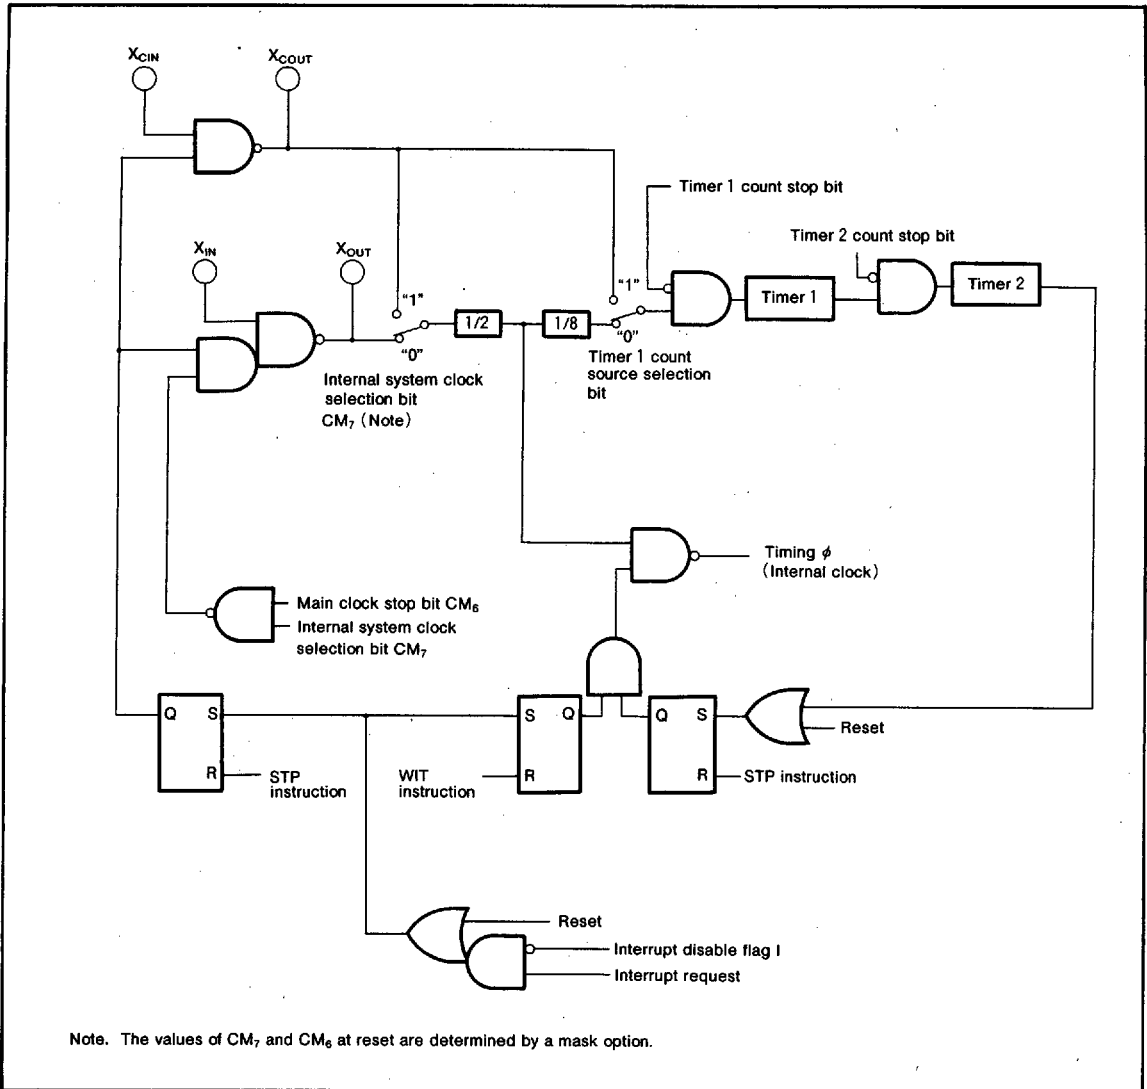 XCIN
XCOUT
Timer 1 count stop bit
Timer 2 count stop bit
XIN
XOUT
"1"
"1"
Timer 1
Timer 2
1/2
1/8
"0"
"0"
Internal system clock
selection bit
CM7 (Note)
Timer 1 count
source selection
bit
Timing φ
(Internal clock)
Main clock stop bit CM6
Internal system clock
selection bit CM7
Q S
S Q
Q S
Reset
R
STP
instruction
WIT
instruction
R
R
STP instruction
Reset
Interrupt disable flag I
Interrupt request
Note. The values of CM7 and CM6 at reset are determined by a mask option.